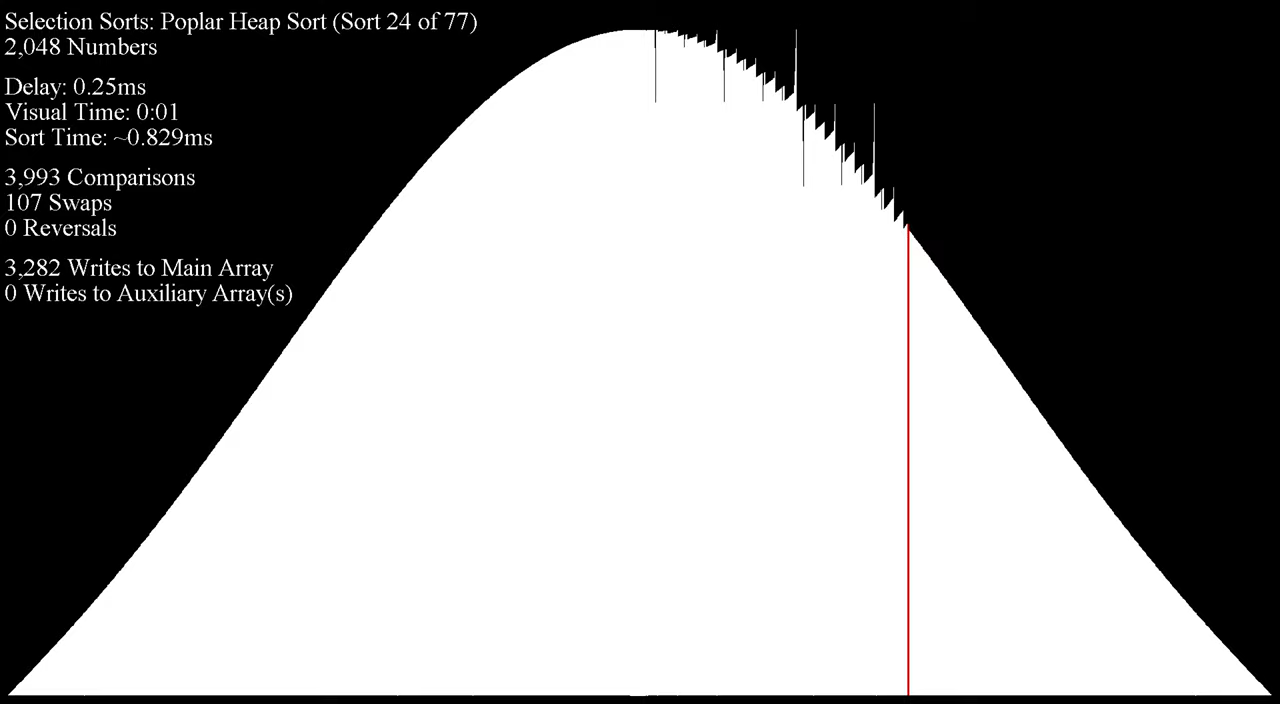 Selection Sorts: Poplar Heap Sort (Sort 24 of 77)
2,048 Numbers
Delay: 0.25ms
Visual Time: 0:01
Sort Time: ~0.829ms
3,993 Comparisons
107 Swaps
0 Reversals
3,282 Writes to Main Array
0 Writes to Auxiliary Array(s)